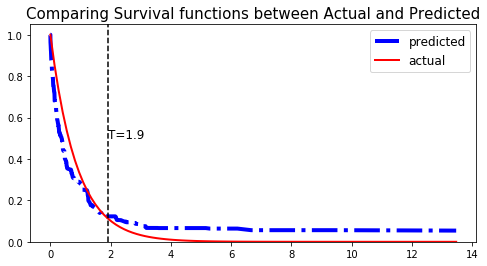 Comparing Survival functions between Actual and Predicted
1.0
0.8
0.6
0.4
0.2
0.0
T=1.9
predicted
actual
0 2 4 6 8 10 12 14